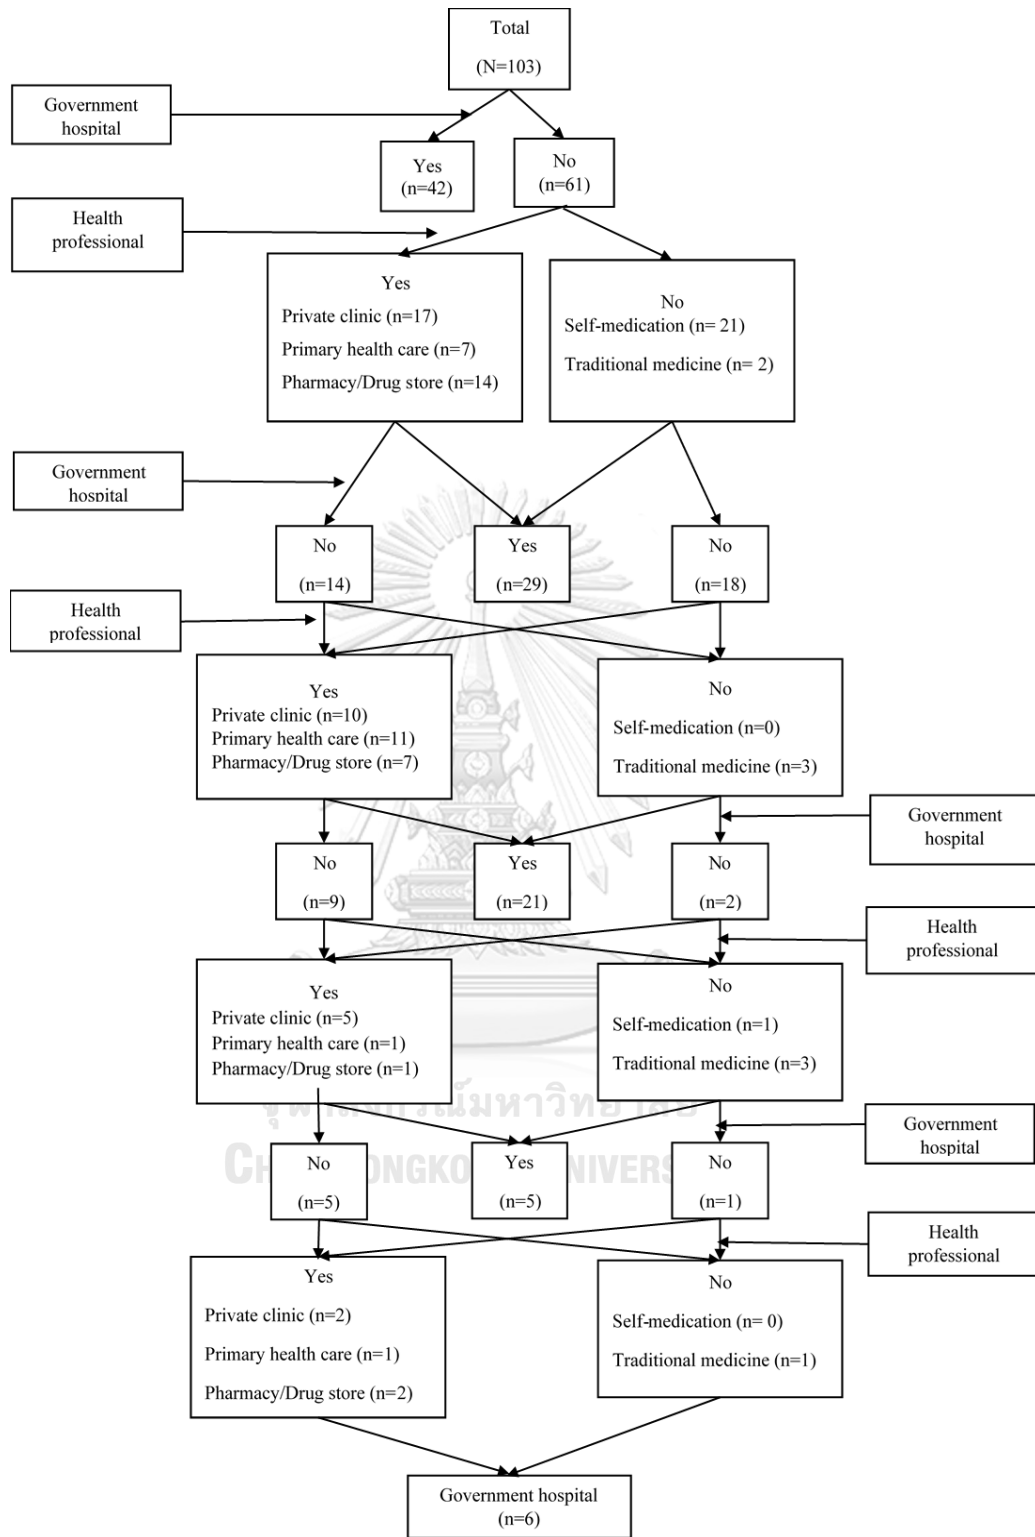 Total
(N=103)
Government
hospital
Yes
(n=42)
No
(n=61)
Health
professional
Yes
Private clinic (n=17)
Primary health care (n=7)
Pharmacy/Drug store (n=14)
No
Self-medication (n= 21)
Traditional medicine (n= 2)
Government
hospital
No
(n=14)
Yes
(n=29)
No
(n=18)
Health
professional
Yes
Private clinic (n=10)
Primary health care (n=11)
Pharmacy/Drug store (n=7)
No
Self-medication (n=0)
Traditional medicine (n=3)
Government
hospital
No
(n=9)
Yes
(n=21)
No
(n=2)
Health
professional
Yes
Private clinic (n=5)
Primary health care (n=1)
Pharmacy/Drug store (n=1)
No
Self-medication (n=1)
Traditional medicine (n=3)
Government
hospital
No
(n=5)
Yes
(n=5)
No
(n=1)
Health
professional
Yes
Private clinic (n=2)
Primary health care (n=1)
Pharmacy/Drug store (n=2)
No
Self-medication (n= 0)
Traditional medicine (n=1)
Government hospital
(n=6)